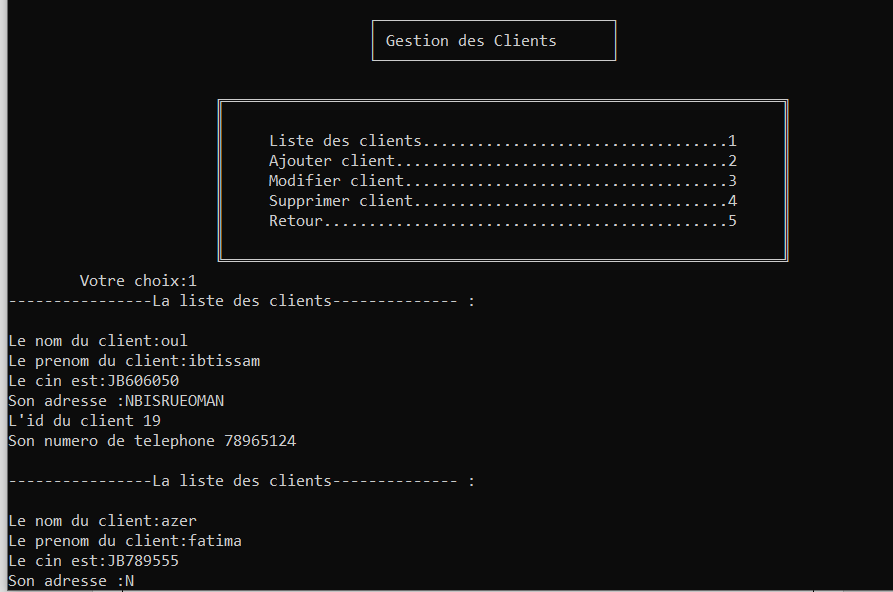 Gestion des Clients
Liste des clients..................................1
Ajouter client.....................................2
Modifier client....................................3
Supprimer client...................................4
Retour.............................................5
Votre choix:1
----------------La liste des clients-------------- :
Le nom du client:oul
Le prenom du client:ibtissam
Le cin est:JB606050
Son adresse :NBISRUEOMAN
L'id du client 19
Son numero de telephone 78965124
----------------La liste des clients-------------- :
Le nom du client:azer
Le prenom du client:fatima
Le cin est:JB789555
Son adresse :N